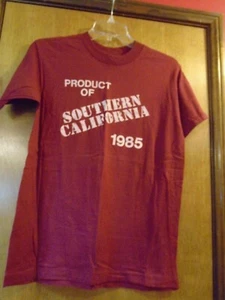 PRODUCT
OF
SOUTHERN
CALIFORNIA
1985